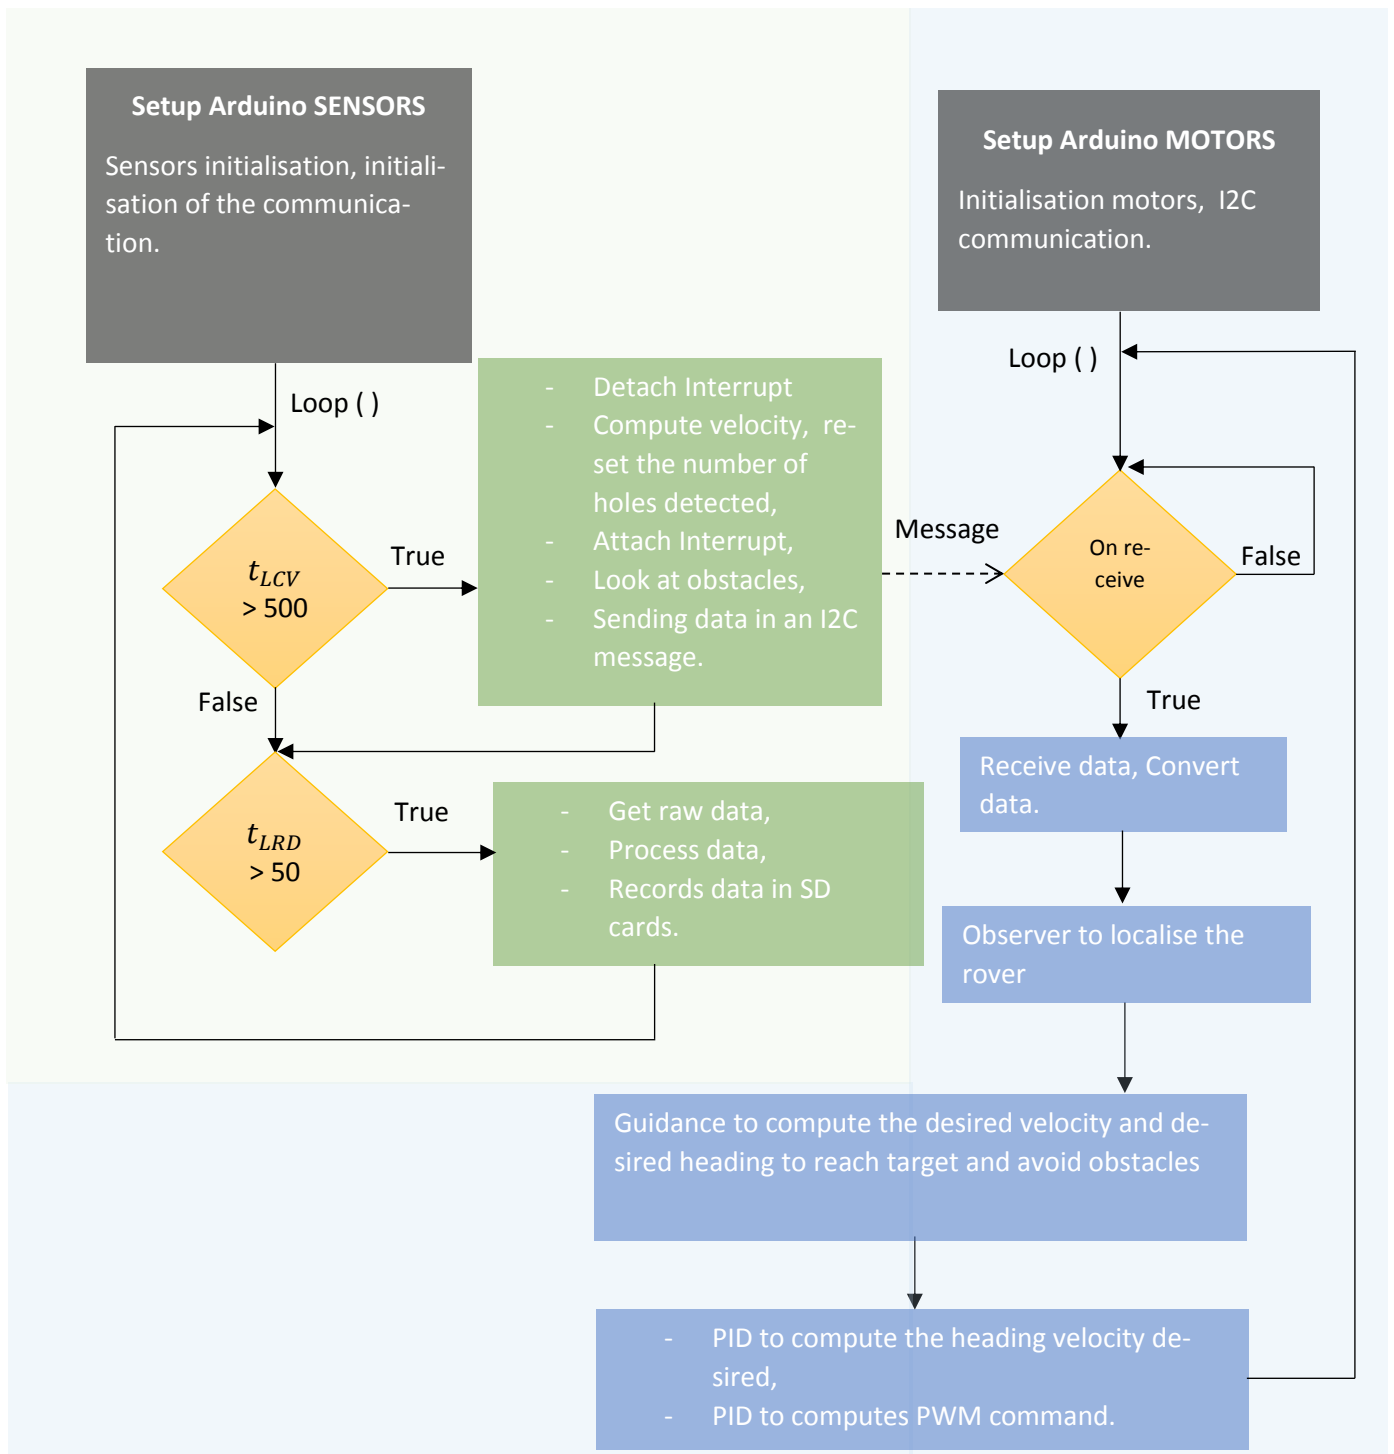 Setup Arduino SENSORS
Sensors initialisation, initiali-
sation of the communica-
tion.
Loop ( )
t_LCV
> 500
True
False
- Detach Interrupt
- Compute velocity, re-
set the number of
holes detected,
- Attach Interrupt,
- Look at obstacles,
- Sending data in an I2C
message.
t_LRD
> 50
True
- Get raw data,
- Process data,
- Records data in SD
cards.
Setup Arduino MOTORS
Initialisation motors, I2C
communication.
Loop ( )
Message
On re-
ceive
False
True
Receive data, Convert
data.
Observer to localise the
rover
Guidance to compute the desired velocity and de-
sired heading to reach target and avoid obstacles
- PID to compute the heading velocity de-
sired,
- PID to computes PWM command.